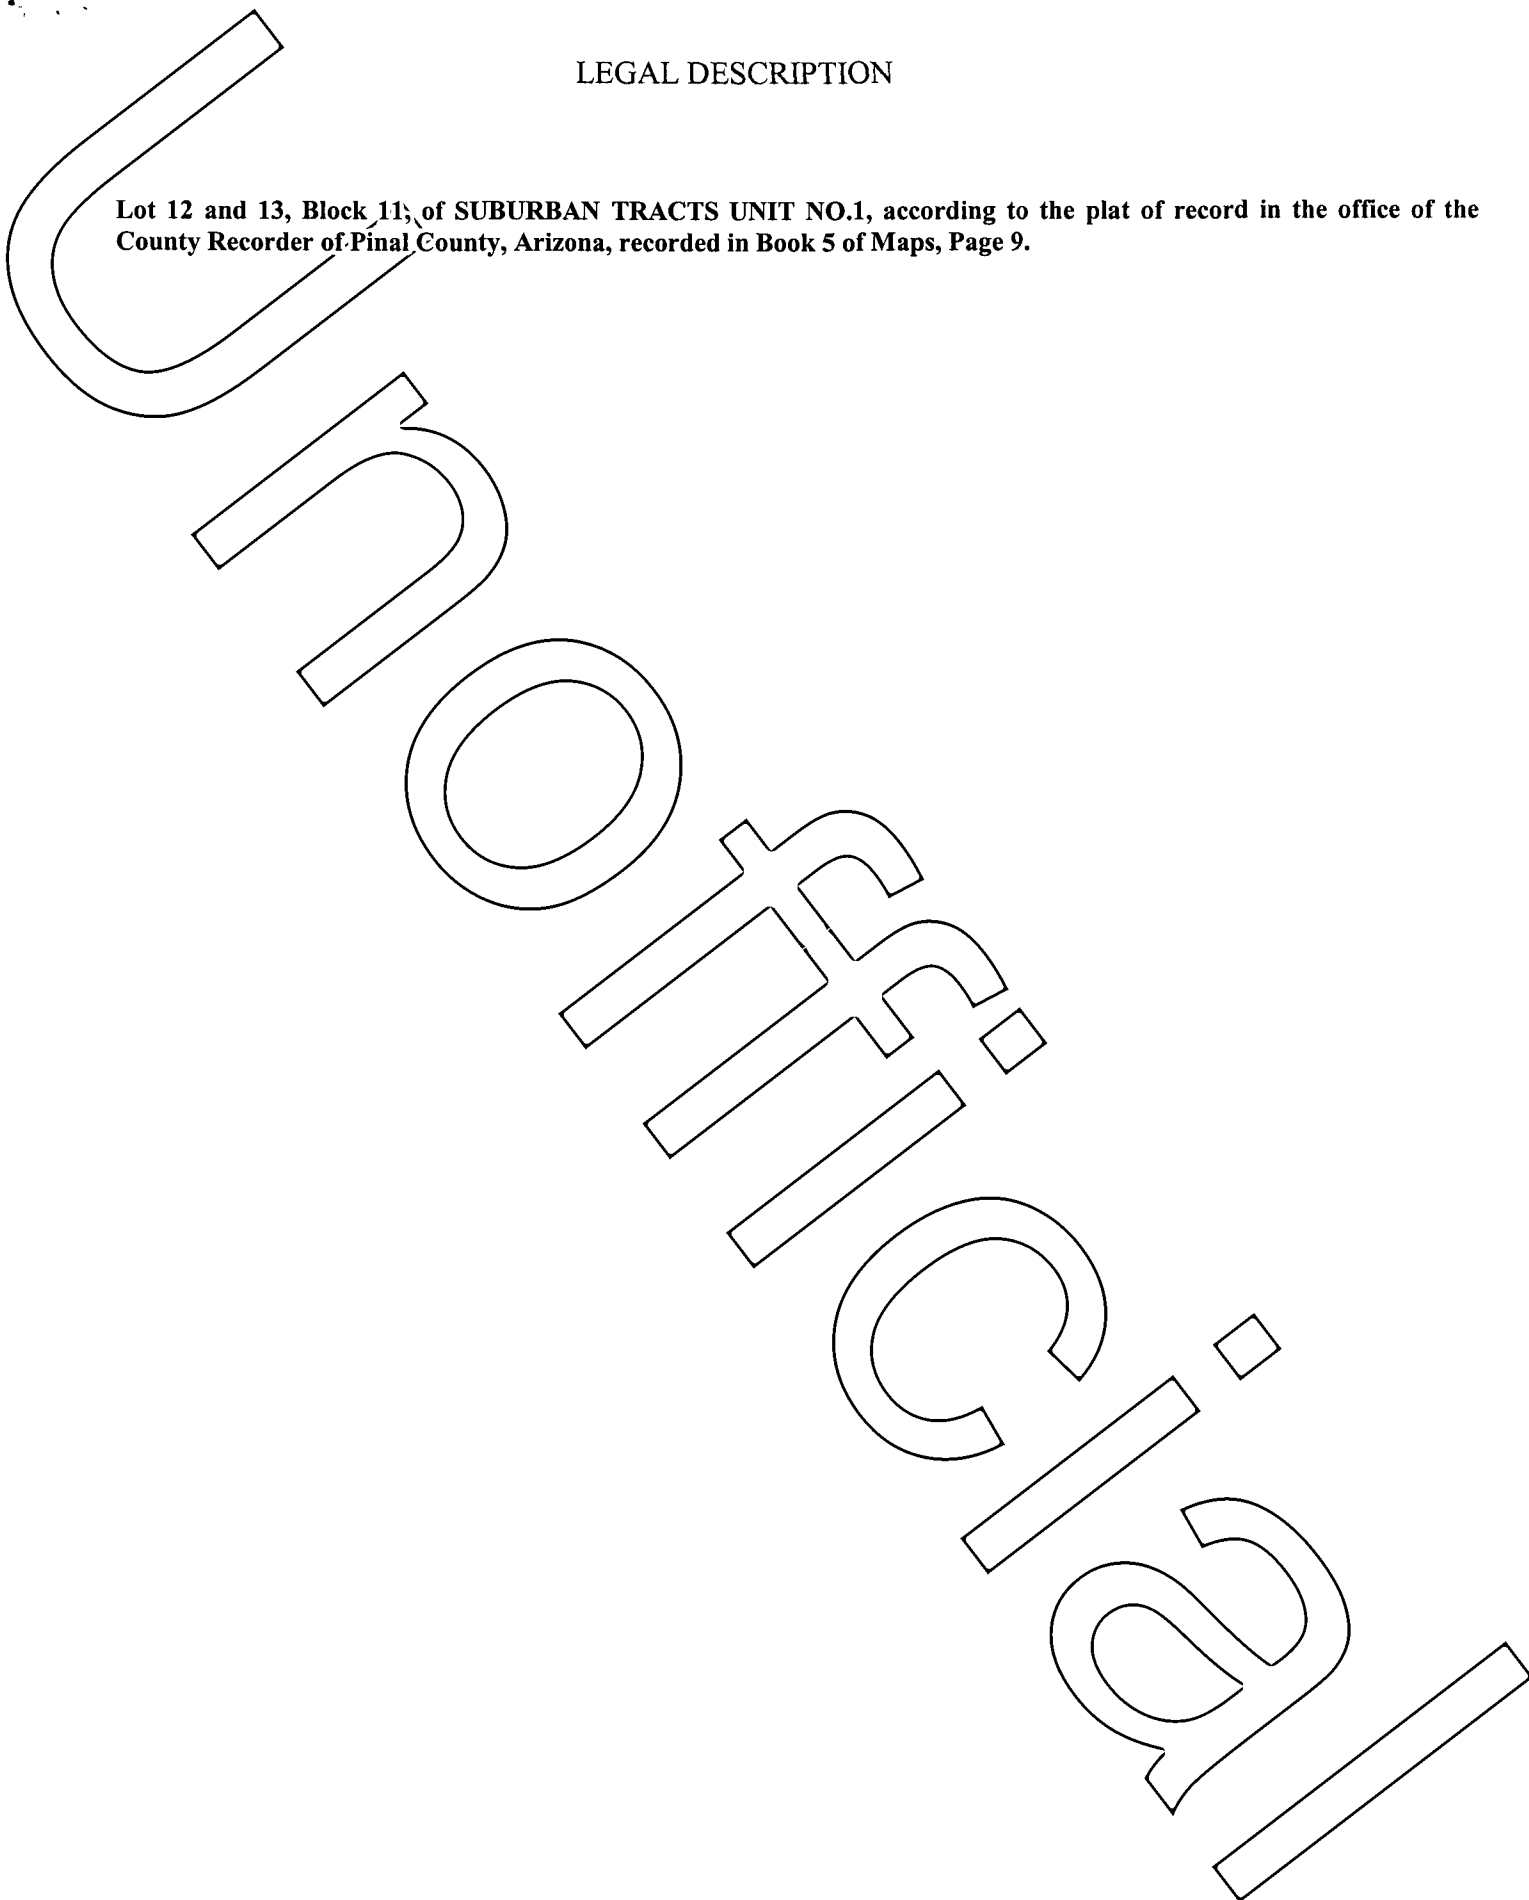 LEGAL DESCRIPTION
Lot 12 and 13, Block 11, of SUBURBAN TRACTS UNIT NO.1, according to the plat of record in the office of the
County Recorder of Pinal County, Arizona, recorded in Book 5 of Maps, Page 9.
Unofficial